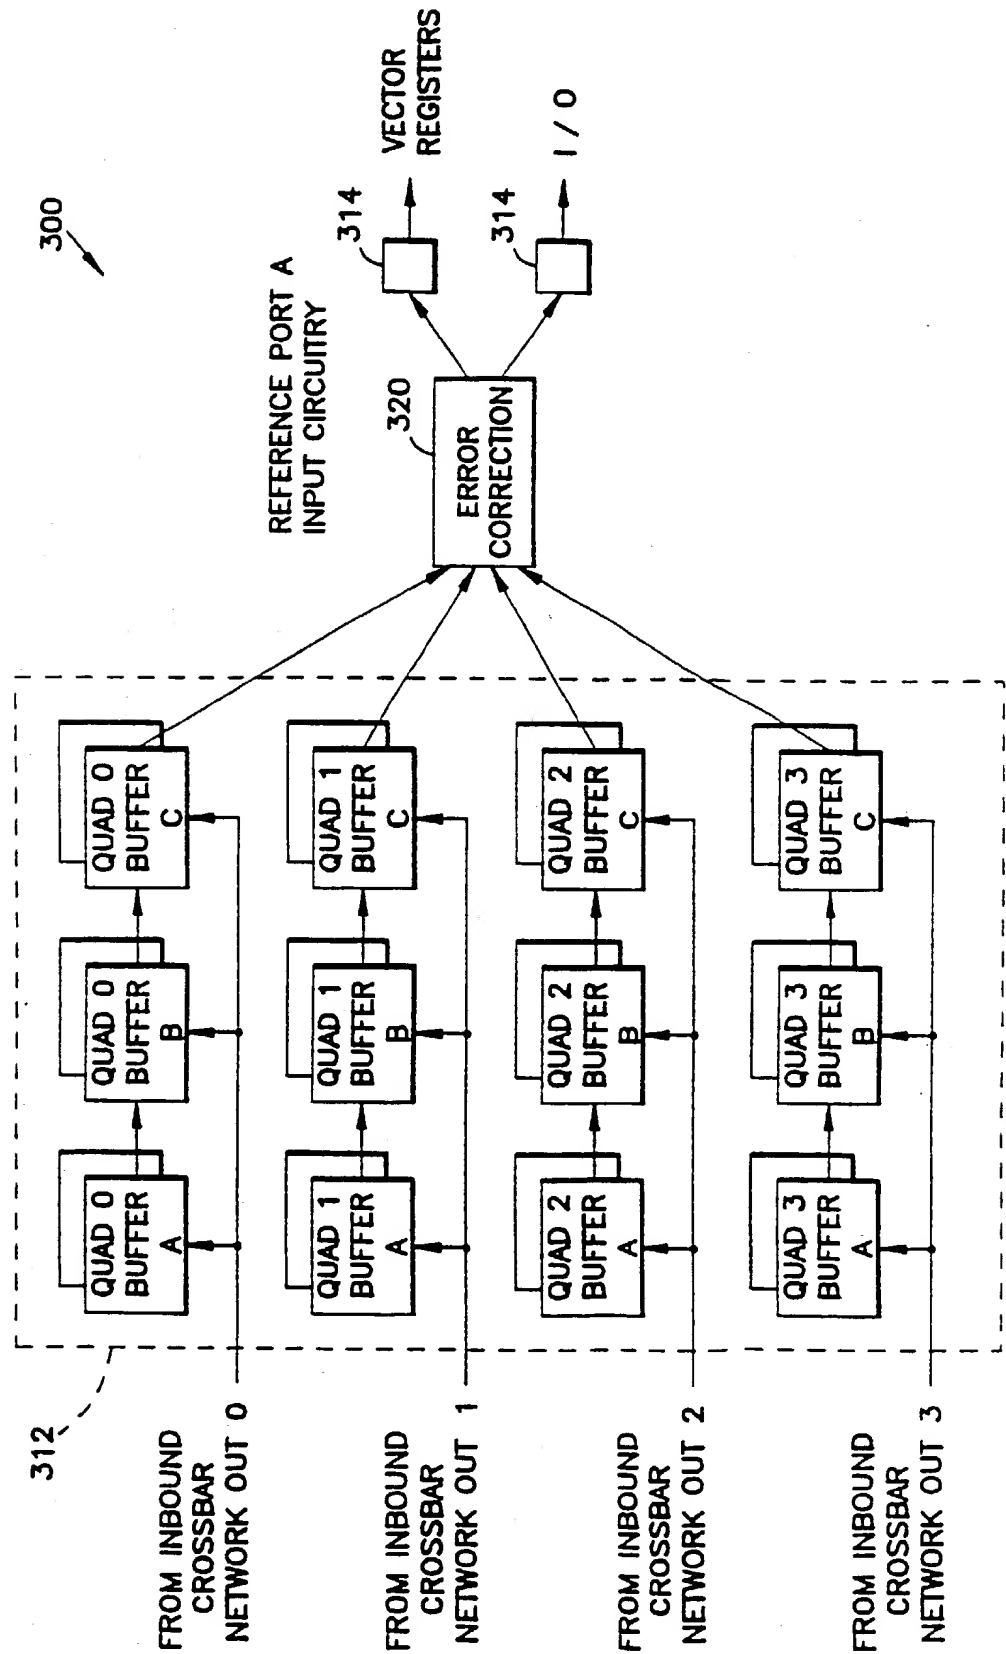 300
REFERENCE PORT A
INPUT CIRCUITRY
312
FROM INBOUND
CROSSBAR
NETWORK OUT 0
QUAD 0
BUFFER
A
QUAD 0
BUFFER
B
QUAD 0
BUFFER
C
FROM INBOUND
CROSSBAR
NETWORK OUT 1
QUAD 1
BUFFER
A
QUAD 1
BUFFER
B
QUAD 1
BUFFER
C
FROM INBOUND
CROSSBAR
NETWORK OUT 2
QUAD 2
BUFFER
A
QUAD 2
BUFFER
B
QUAD 2
BUFFER
C
FROM INBOUND
CROSSBAR
NETWORK OUT 3
QUAD 3
BUFFER
A
QUAD 3
BUFFER
B
QUAD 3
BUFFER
C
320
ERROR
CORRECTION
314
VECTOR
REGISTERS
314
I / O